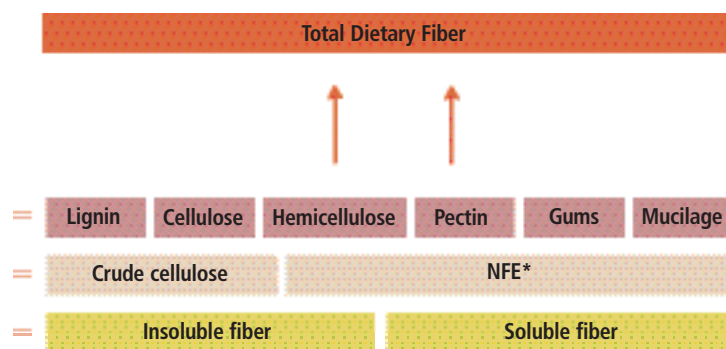 Total Dietary Fiber
= Lignin Cellulose Hemicellulose Pectin Gums Mucilage
= Crude cellulose NFE*
= Insoluble fiber Soluble fiber